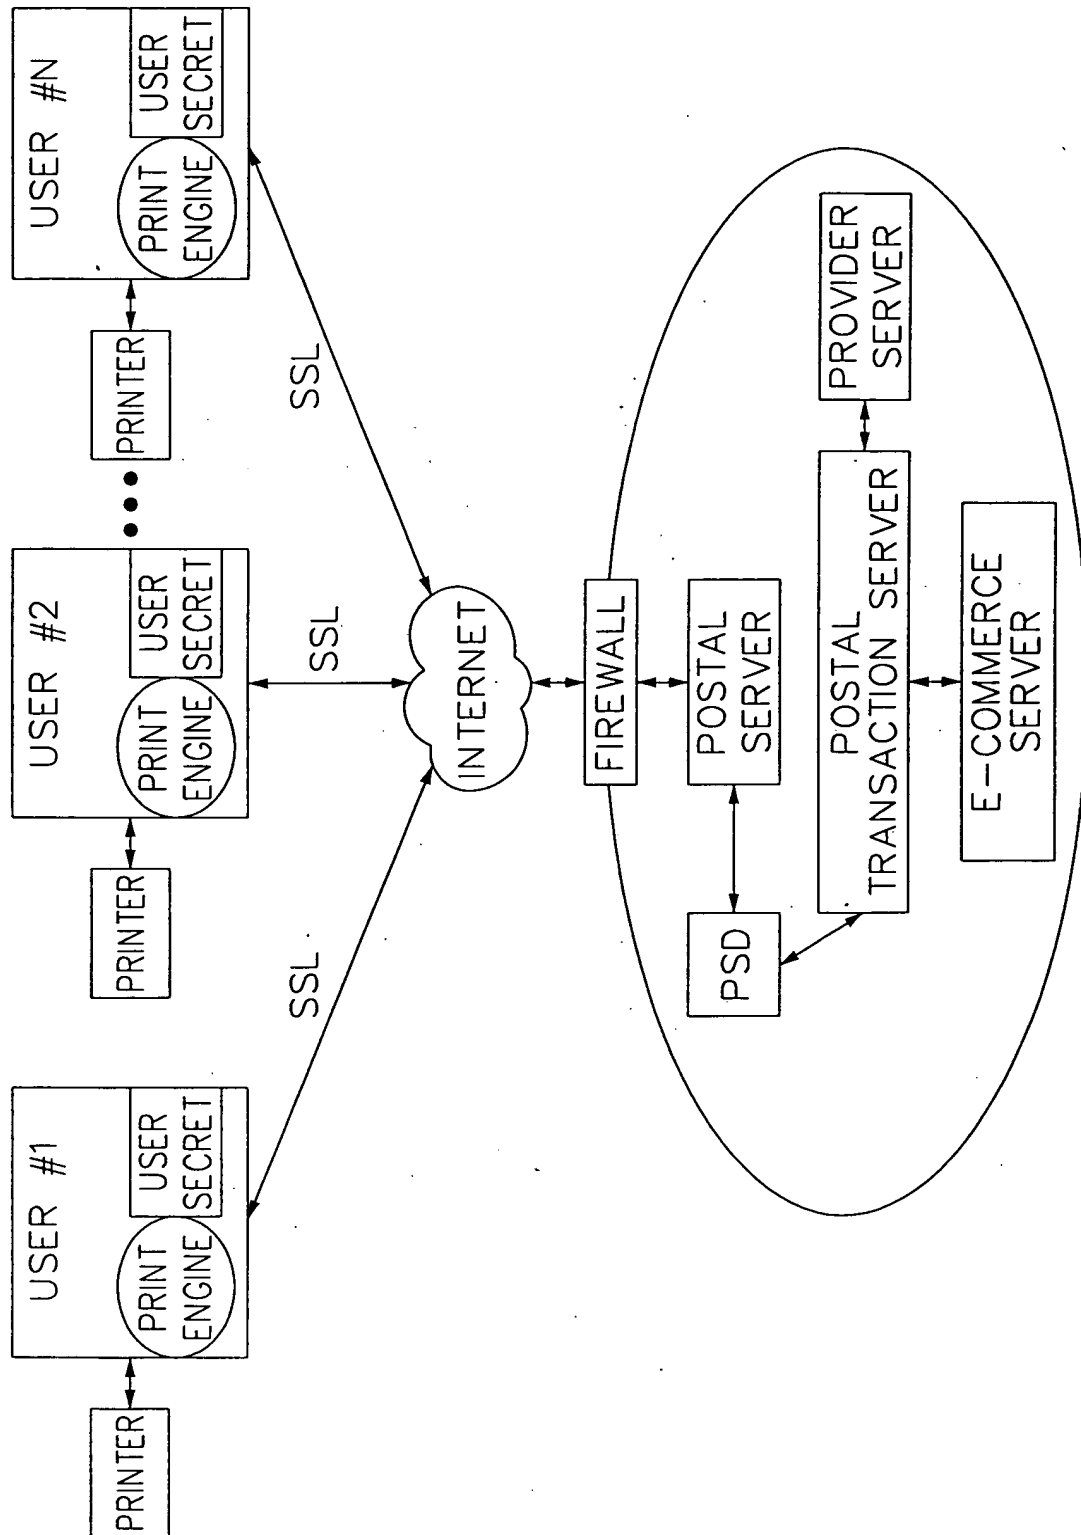 USER #1
PRINT
ENGINE
USER
SECRET
PRINTER
USER #2
PRINT
ENGINE
USER
SECRET
PRINTER
USER #N
PRINT
ENGINE
USER
SECRET
PRINTER
SSL
SSL
SSL
INTERNET
FIREWALL
PSD
POSTAL
SERVER
POSTAL
TRANSACTION SERVER
PROVIDER
SERVER
E-COMMERCE
SERVER